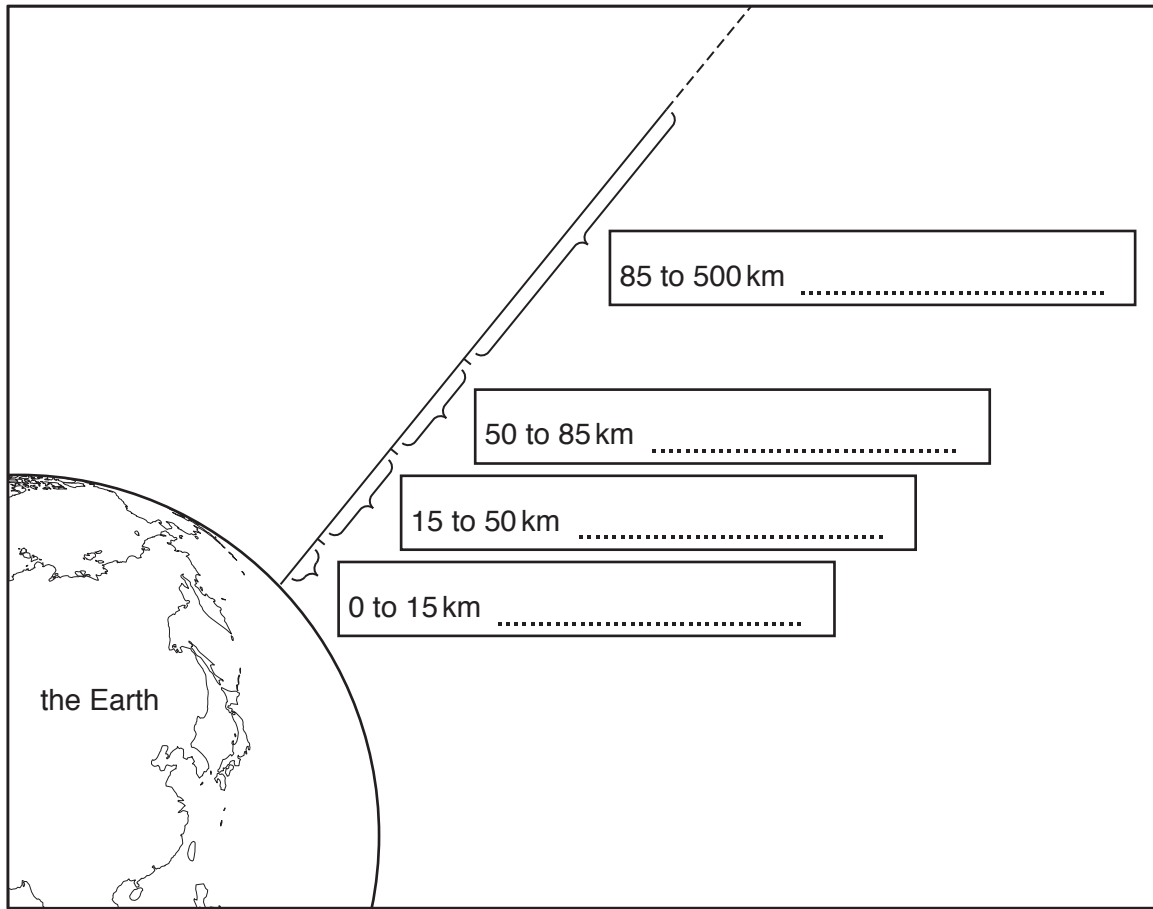 85 to 500 km ........................................
50 to 85 km ........................................
15 to 50 km ........................................
0 to 15 km ........................................
the Earth